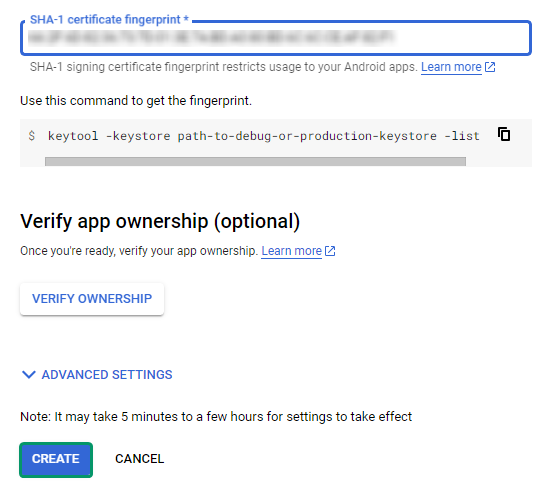 SHA-1 certificate fingerprint *
SHA-1 signing certificate fingerprint restricts usage to your Android apps. Learn more
Use this command to get the fingerprint.
$ keytool -keystore path-to-debug-or-production-keystore -list
Verify app ownership (optional)
Once you're ready, verify your app ownership. Learn more
VERIFY OWNERSHIP
ADVANCED SETTINGS
Note: It may take 5 minutes to a few hours for settings to take effect
CREATE CANCEL